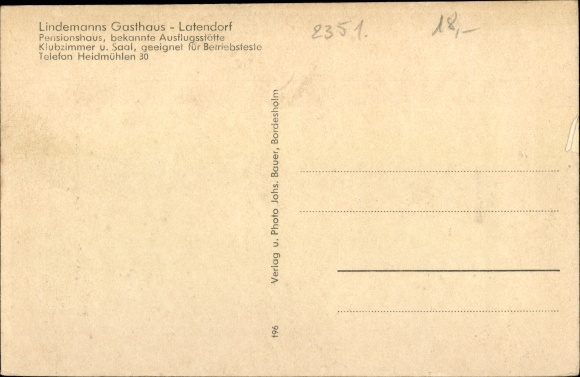 Lindemanns Gasthaus - Latendorf
Pensionshaus, bekannte Ausflugsstätte
Klubzimmer u. Saal, geeignet für Betriebsfeste
Telefon Heidmühlen 30
2351.
18,-
Verlag u. Photo Johs. Bauer, Bordesholm
196